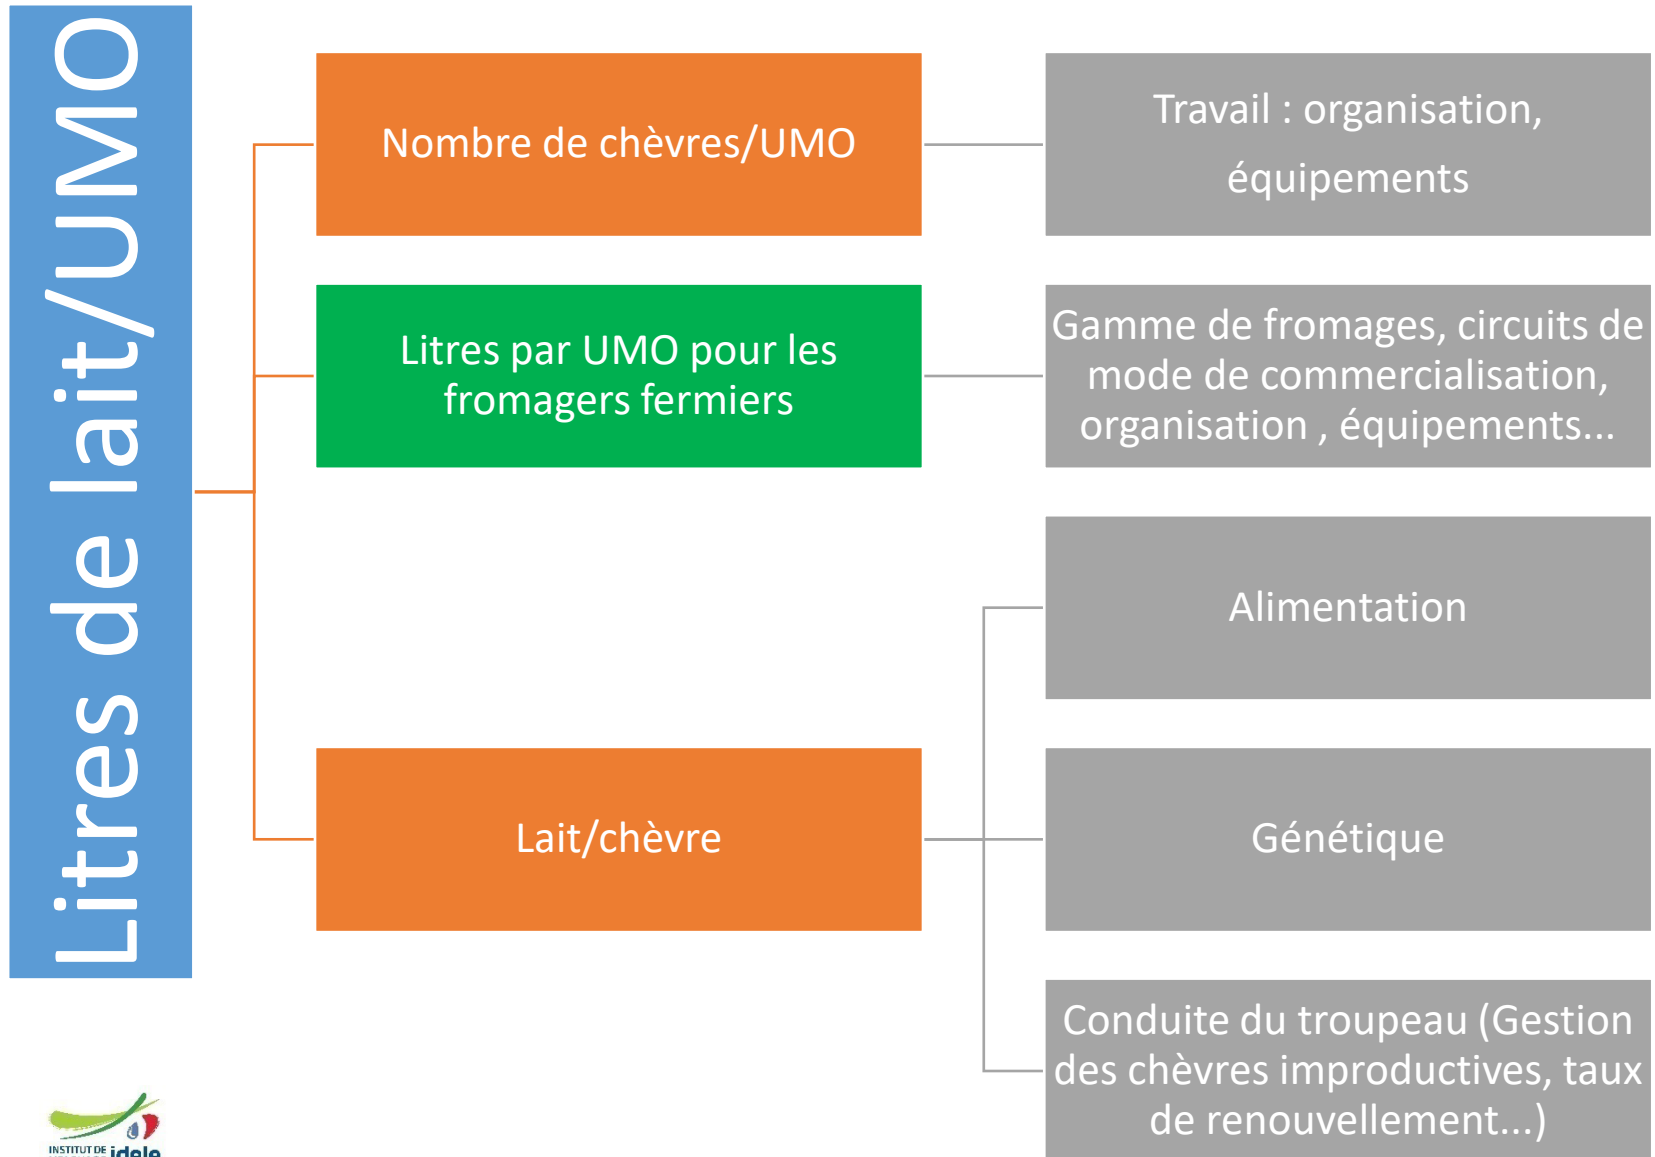 Litres de lait/UMO
Nombre de chèvres/UMO
Travail : organisation,
équipements
Litres par UMO pour les
fromagers fermiers
Gamme de fromages, circuits de
mode de commercialisation,
organisation , équipements...
Lait/chèvre
Alimentation
Génétique
Conduite du troupeau (Gestion
des chèvres improductives, taux
de renouvellement...)
INSTITUT DE
idele